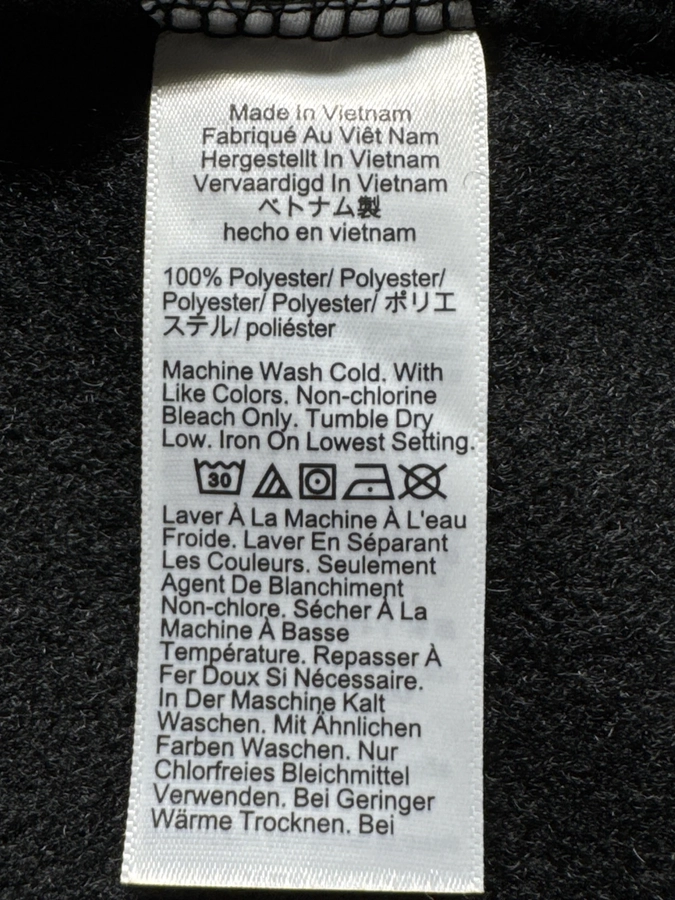 Made In Vietnam
Fabriqué Au Viêt Nam
Hergestellt In Vietnam
Vervaardigd In Vietnam
ベトナム製
hecho en vietnam
100% Polyester/ Polyester/
Polyester/ Polyester/ ポリエ
ステル/ poliéster
Machine Wash Cold. With
Like Colors. Non-chlorine
Bleach Only. Tumble Dry
Low. Iron On Lowest Setting.
30
Laver À La Machine À L'eau
Froide. Laver En Séparant
Les Couleurs. Seulement
Agent De Blanchiment
Non-chlore. Sécher À La
Machine À Basse
Température. Repasser À
Fer Doux Si Nécessaire.
In Der Maschine Kalt
Waschen. Mit Ähnlichen
Farben Waschen. Nur
Chlorfreies Bleichmittel
Verwenden. Bei Geringer
Wärme Trocknen. Bei